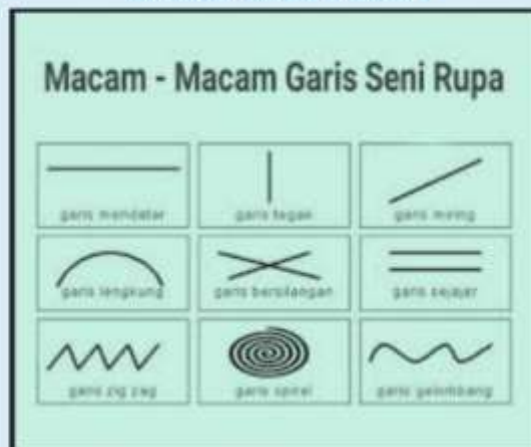 Macam - Macam Garis Seni Rupa
garis mendatar garis tegak garis miring
garis lengkung garis bersilangan garis sejajar
garis zig zag garis spiral garis gelombang